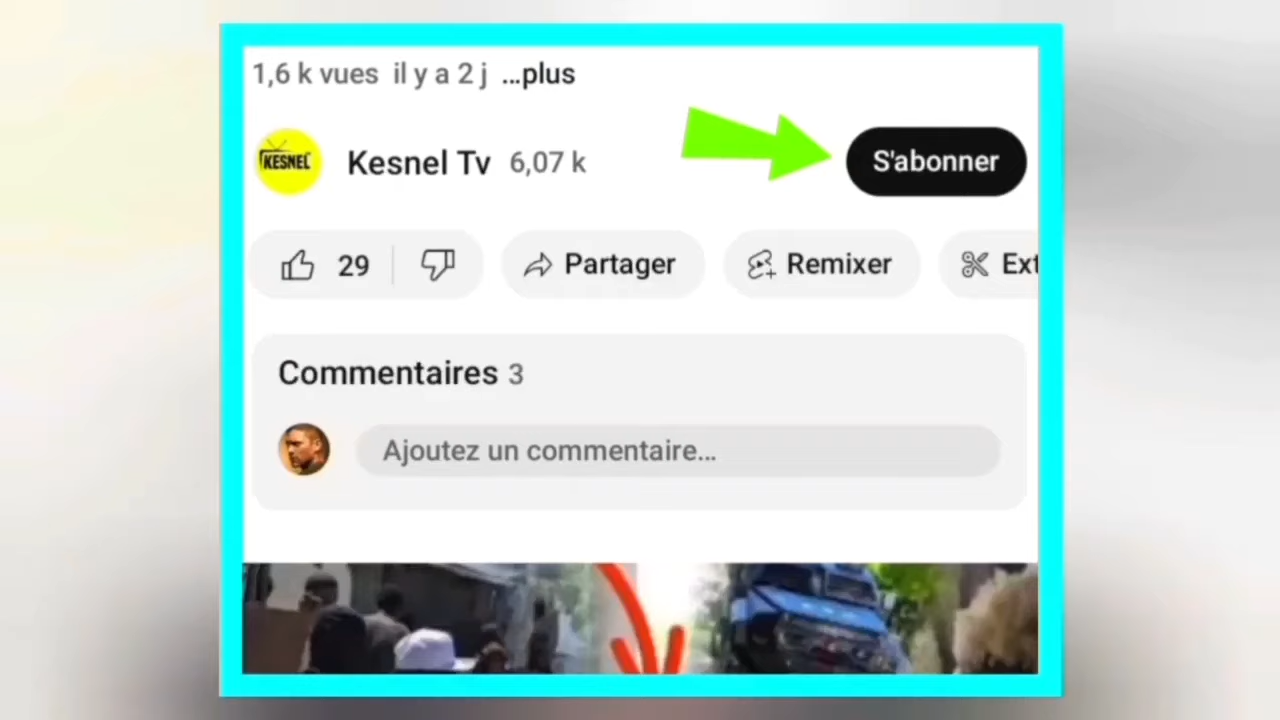 1,6 k vues il y a 2 j ...plus
KESNEL
Kesnel Tv 6,07 k
S'abonner
29
Partager
Remixer
Ext
Commentaires 3
Ajoutez un commentaire...